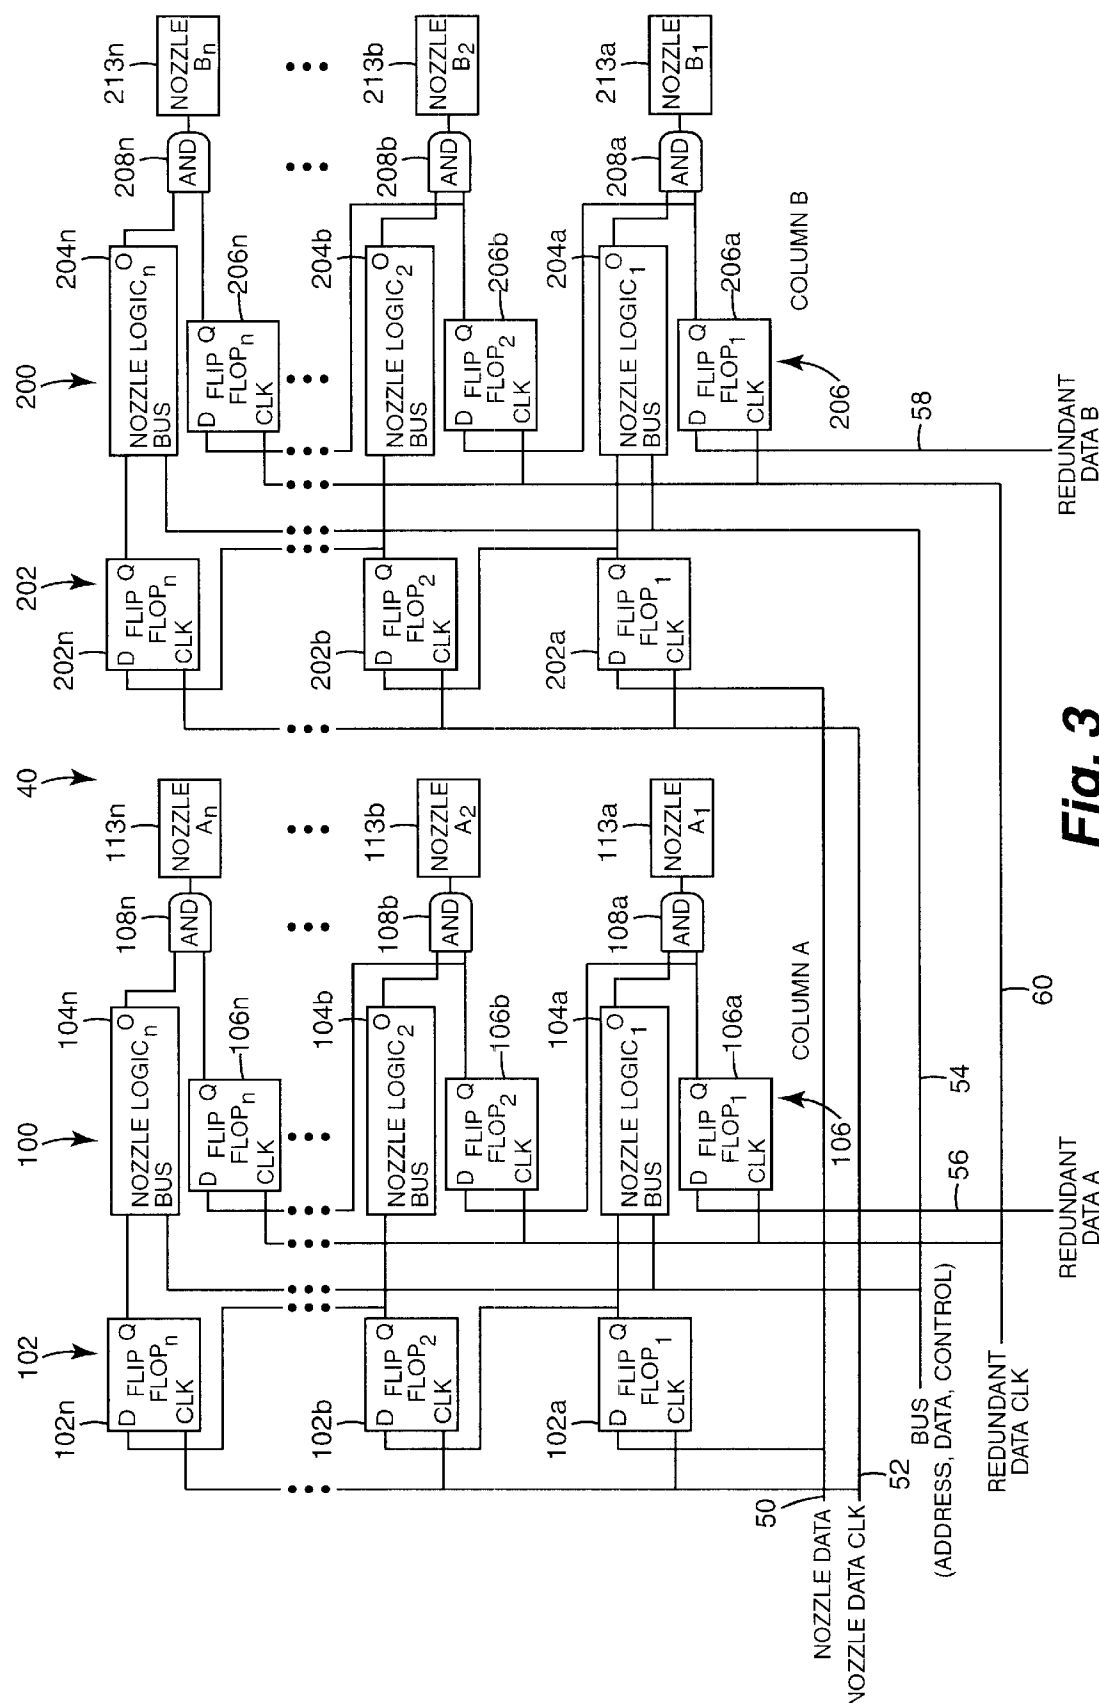 40
100
102
102n
D FLIP Q
FLOPn
CLK
104n
NOZZLE LOGICn O
BUS
106n
D FLIP Q
FLOPn
CLK
108n
AND
113n
NOZZLE
An
102b
D FLIP Q
FLOP2
CLK
104b
NOZZLE LOGIC2 O
BUS
106b
D FLIP Q
FLOP2
CLK
108b
AND
113b
NOZZLE
A2
102a
D FLIP Q
FLOP1
CLK
104a
NOZZLE LOGIC1 O
BUS
106a
D FLIP Q
FLOP1
CLK
106
108a
AND
113a
NOZZLE
A1
COLUMN A
200
202
202n
D FLIP Q
FLOPn
CLK
204n
NOZZLE LOGICn O
BUS
206n
D FLIP Q
FLOPn
CLK
208n
AND
213n
NOZZLE
Bn
202b
D FLIP Q
FLOP2
CLK
204b
NOZZLE LOGIC2 O
BUS
206b
D FLIP Q
FLOP2
CLK
208b
AND
213b
NOZZLE
B2
202a
D FLIP Q
FLOP1
CLK
204a
NOZZLE LOGIC1 O
BUS
206a
D FLIP Q
FLOP1
CLK
206
208a
AND
213a
NOZZLE
B1
COLUMN B
NOZZLE DATA
50
NOZZLE DATA CLK
52
BUS
(ADDRESS, DATA, CONTROL)
54
REDUNDANT
DATA CLK
60
REDUNDANT
DATA A
56
REDUNDANT
DATA B
58
Fig. 3